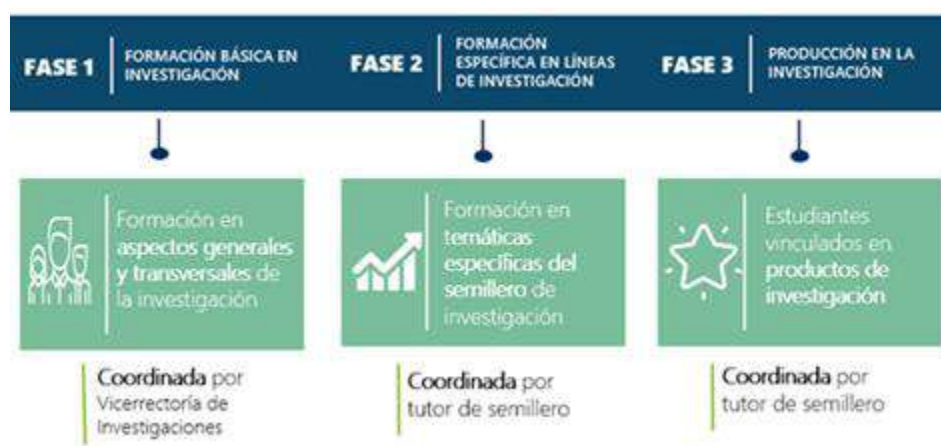 FASE 1
FORMACIÓN BÁSICA EN
INVESTIGACIÓN
FASE 2
FORMACIÓN
ESPECÍFICA EN LÍNEAS
DE INVESTIGACIÓN
FASE 3
PRODUCCIÓN EN LA
INVESTIGACIÓN
Formación en
aspectos generales
y transversales de
la investigación
Formación en
temáticas
específicas del
semillero de
investigación
Estudiantes
vinculados en
productos de
investigación
Coordinada por
Vicerrectoría de
Investigaciones
Coordinada por
tutor de semillero
Coordinada por
tutor de semillero